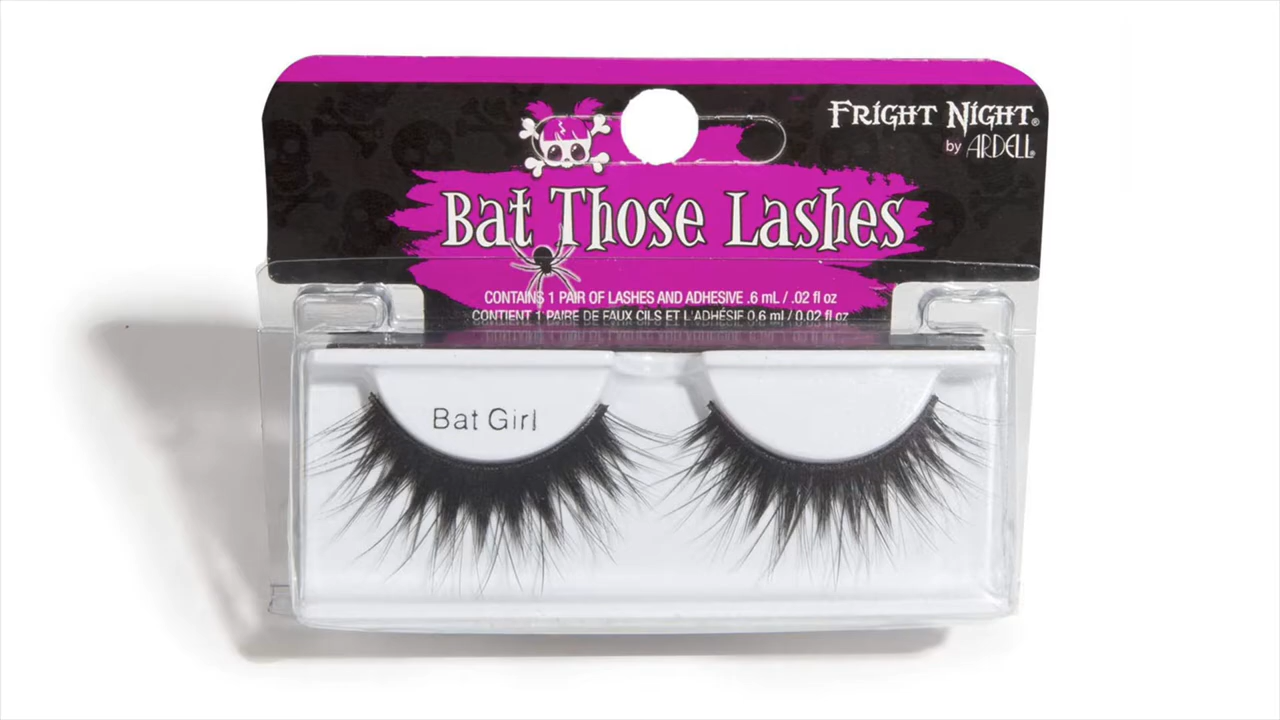 FRIGHT NIGHT®
by ARDELL®
Bat Those Lashes
CONTAINS 1 PAIR OF LASHES AND ADHESIVE .6 mL / .02 fl oz
CONTIENT 1 PAIRE DE FAUX CILS ET L'ADHÉSIF 0,6 ml / 0,02 fl oz
Bat Girl